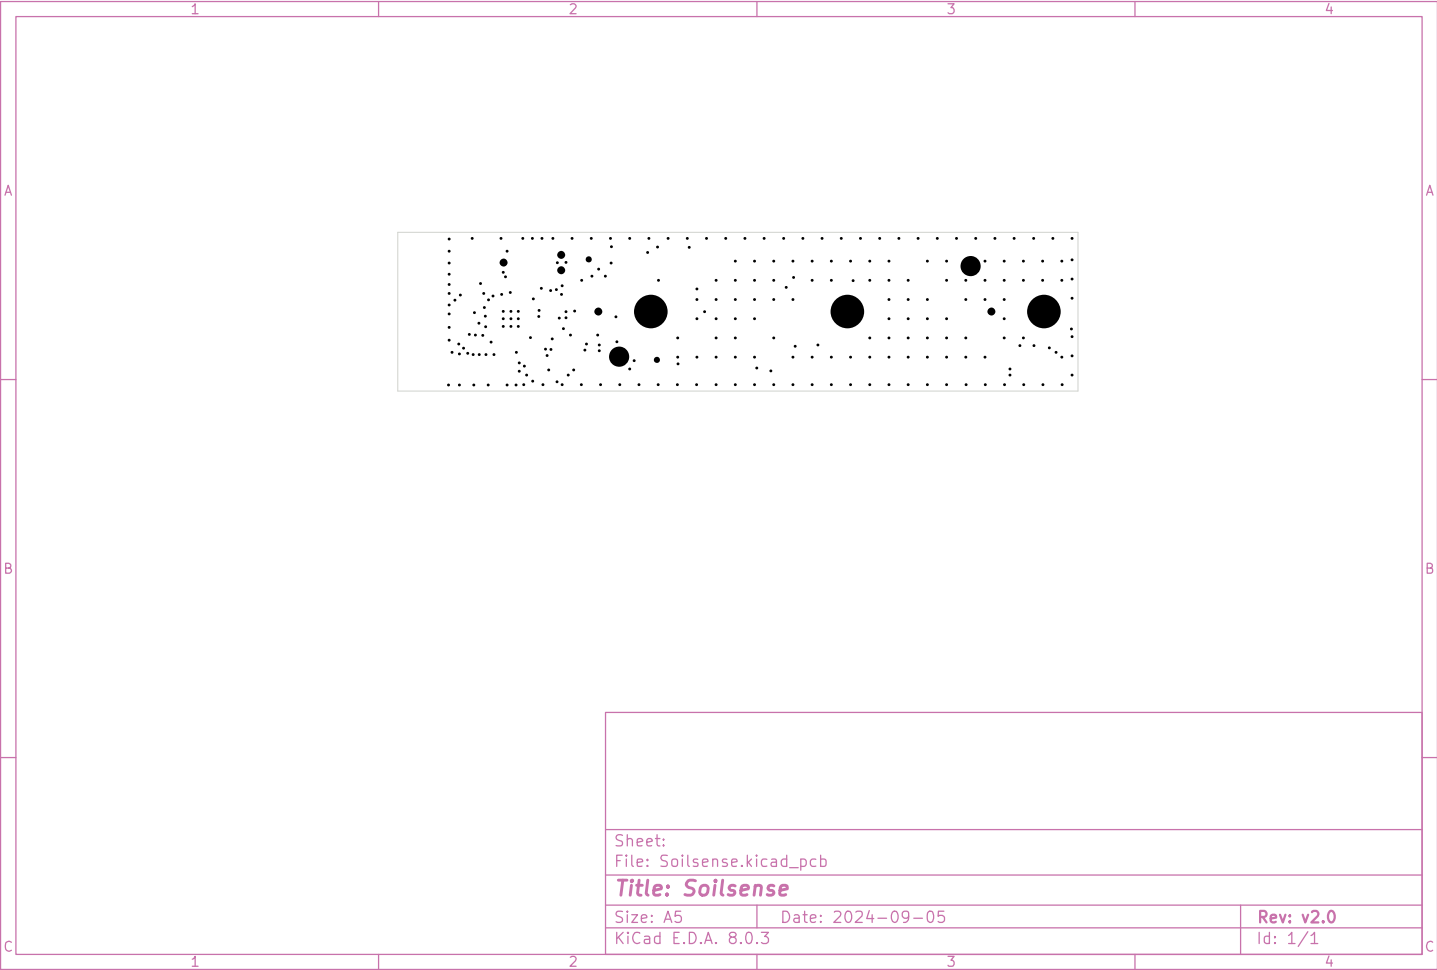 1 2 3 4
A A
B B
Sheet:
File: Soilsense.kicad_pcb
Title: Soilsense
Size: A5 Date: 2024-09-05 Rev: v2.0
KiCad E.D.A. 8.0.3 Id: 1/1
C C
1 2 3 4